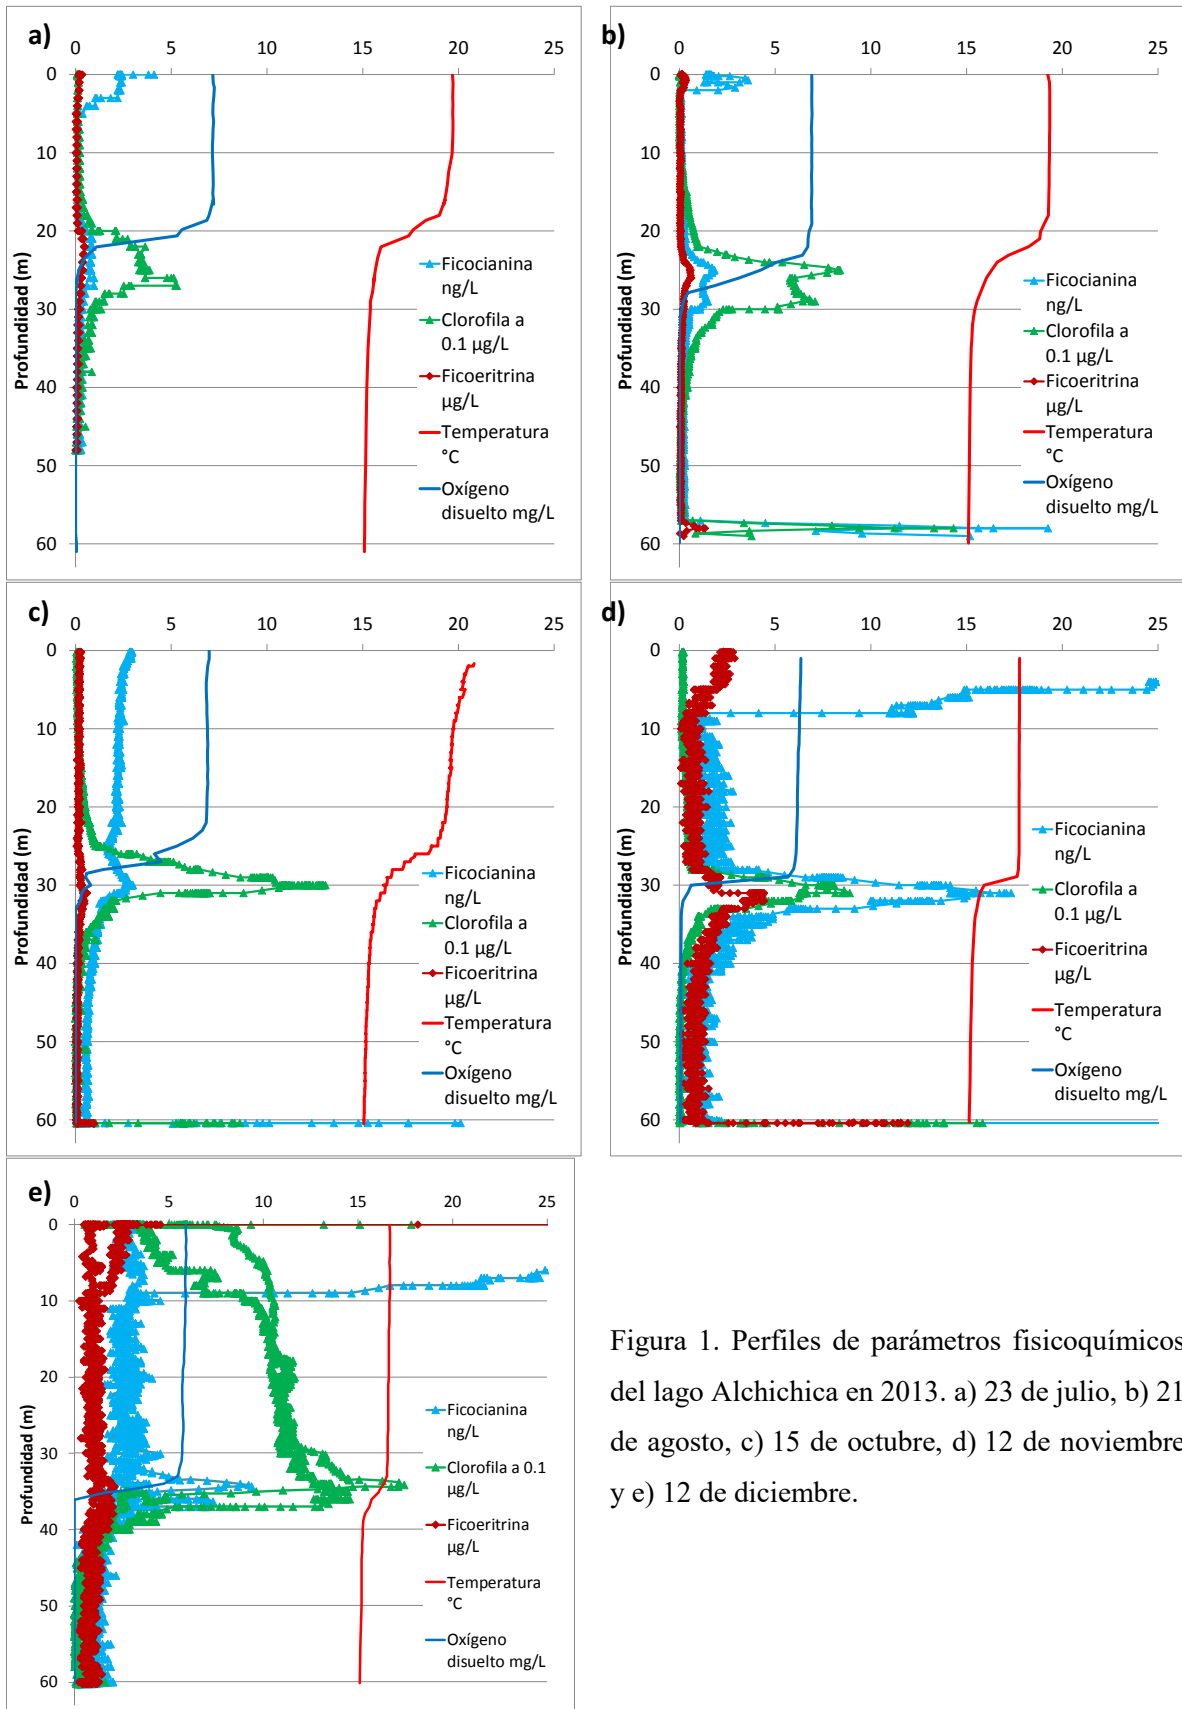 a)
0 5 10 15 20 25
0
10
20
30
40
50
60
Profundidad (m)
Ficocianina
ng/L
Clorofila a
0.1 µg/L
Ficoeritrina
µg/L
Temperatura
°C
Oxígeno
disuelto mg/L
b)
0 5 10 15 20 25
0
10
20
30
40
50
60
Profundidad (m)
Ficocianina
ng/L
Clorofila a
0.1 µg/L
Ficoeritrina
µg/L
Temperatura
°C
Oxígeno
disuelto mg/L
c)
0 5 10 15 20 25
0
10
20
30
40
50
60
Profundidad (m)
Ficocianina
ng/L
Clorofila a
0.1 µg/L
Ficoeritrina
µg/L
Temperatura
°C
Oxígeno
disuelto mg/L
d)
0 5 10 15 20 25
0
10
20
30
40
50
60
Profundidad (m)
Ficocianina
ng/L
Clorofila a
0.1 µg/L
Ficoeritrina
µg/L
Temperatura
°C
Oxígeno
disuelto mg/L
e)
0 5 10 15 20 25
0
10
20
30
40
50
60
Profundidad (m)
Ficocianina
ng/L
Clorofila a 0.1
µg/L
Ficoeritrina
µg/L
Temperatura
°C
Oxígeno
disuelto mg/L
Figura 1. Perfiles de parámetros fisicoquímicos
del lago Alchichica en 2013. a) 23 de julio, b) 21
de agosto, c) 15 de octubre, d) 12 de noviembre
y e) 12 de diciembre.